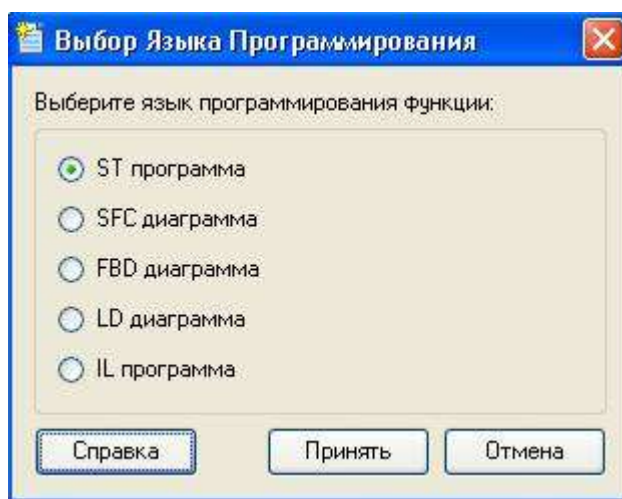 Выбор Языка Программирования
Выберите язык программирования функции:
ST программа
SFC диаграмма
FBD диаграмма
LD диаграмма
IL программа
Справка Принять Отмена